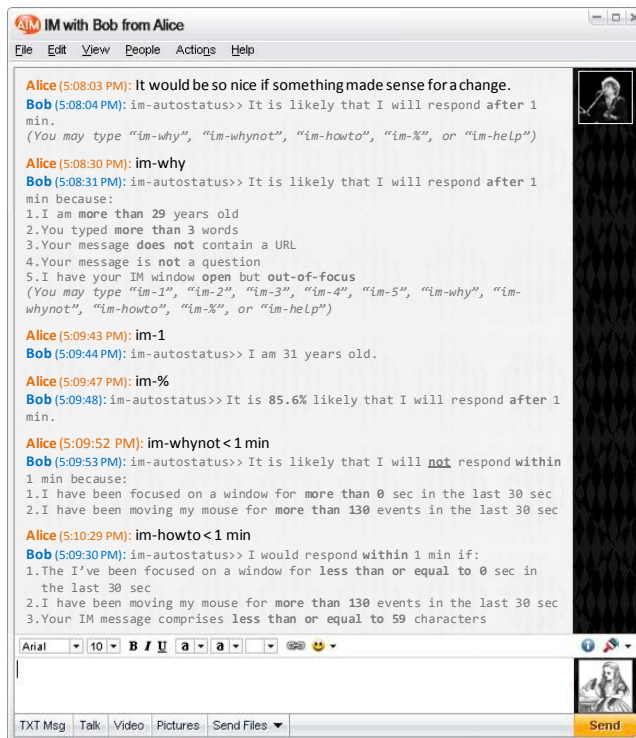 AIM IM with Bob from Alice
File Edit View People Actions Help
Alice (5:08:03 PM): It would be so nice if something made sense for a change.
Bob (5:08:04 PM): im-autostatus>> It is likely that I will respond after 1
min.
(You may type “im-why”, “im-whynot”, “im-howto”, “im-%”, or “im-help”)
Alice (5:08:30 PM): im-why
Bob (5:08:31 PM): im-autostatus>> It is likely that I will respond after 1
min because:
1.I am more than 29 years old
2.You typed more than 3 words
3.Your message does not contain a URL
4.Your message is not a question
5.I have your IM window open but out-of-focus
(You may type “im-1”, “im-2”, “im-3”, “im-4”, “im-5”, “im-why”, “im-
whynot”, “im-howto”, “im-%”, or “im-help”)
Alice (5:09:43 PM): im-1
Bob (5:09:44 PM): im-autostatus>> I am 31 years old.
Alice (5:09:47 PM): im-%
Bob (5:09:48): im-autostatus>> It is 85.6% likely that I will respond after 1
min.
Alice (5:09:52 PM): im-whynot < 1 min
Bob (5:09:53 PM): im-autostatus>> It is likely that I will not respond within
1 min because:
1.I have been focused on a window for more than 0 sec in the last 30 sec
2.I have been moving my mouse for more than 130 events in the last 30 sec
Alice (5:10:29 PM): im-howto < 1 min
Bob (5:09:30 PM): im-autostatus>> I would respond within 1 min if:
1.The I’ve been focused on a window for less than or equal to 0 sec in
the last 30 sec
2.I have been moving my mouse for more than 130 events in the last 30 sec
3.Your IM message comprises less than or equal to 59 characters
Arial 10 B I U a a
TXT Msg Talk Video Pictures Send Files Send